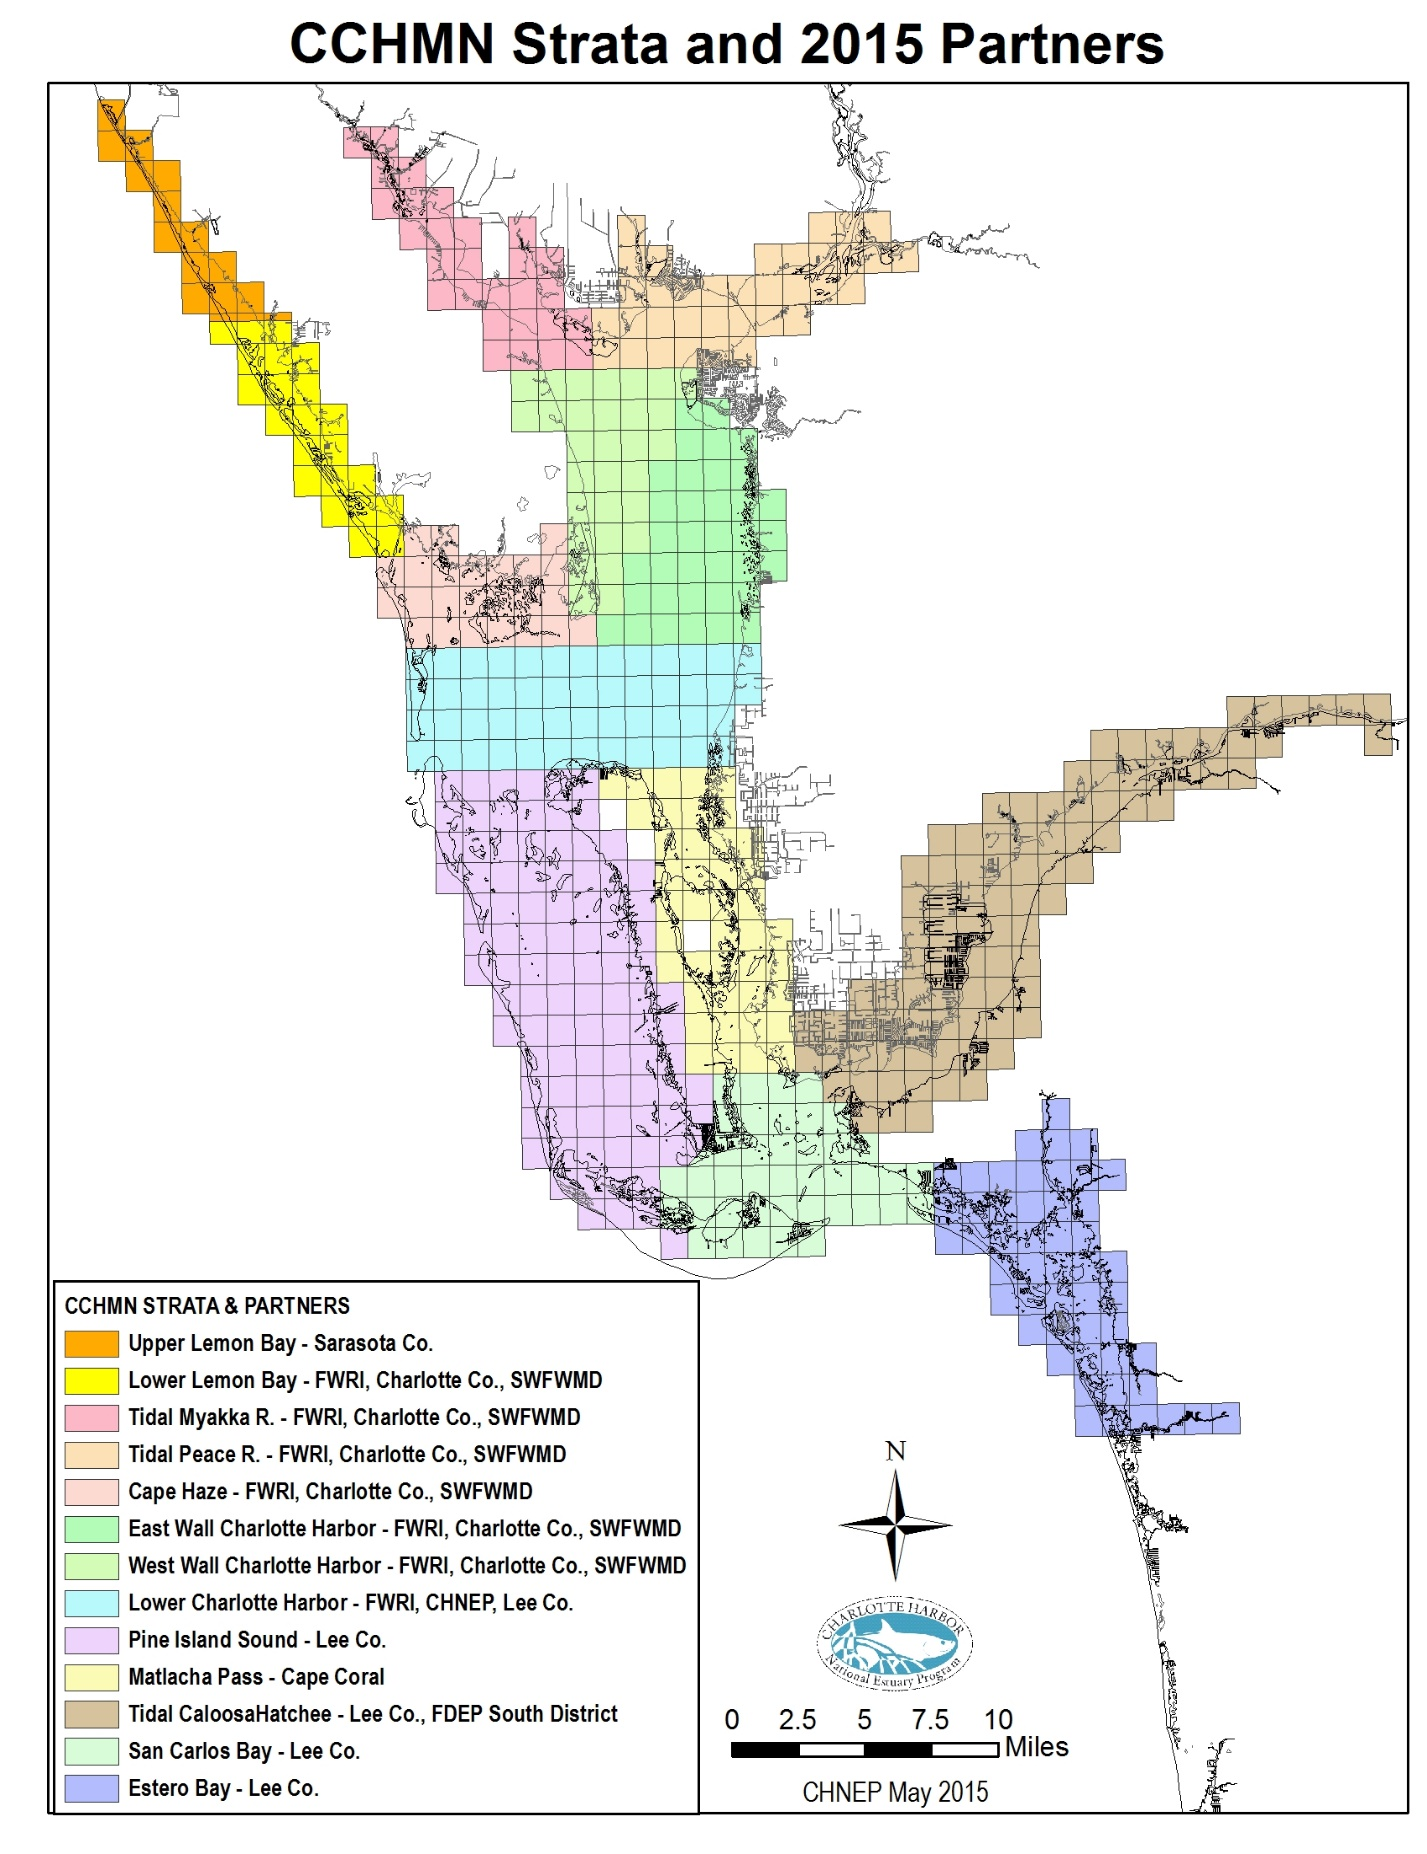 CCHMN Strata and 2015 Partners
CCHMN STRATA & PARTNERS
Upper Lemon Bay - Sarasota Co.
Lower Lemon Bay - FWRI, Charlotte Co., SWFWMD
Tidal Myakka R. - FWRI, Charlotte Co., SWFWMD
Tidal Peace R. - FWRI, Charlotte Co., SWFWMD
Cape Haze - FWRI, Charlotte Co., SWFWMD
East Wall Charlotte Harbor - FWRI, Charlotte Co., SWFWMD
West Wall Charlotte Harbor - FWRI, Charlotte Co., SWFWMD
Lower Charlotte Harbor - FWRI, CHNEP, Lee Co.
Pine Island Sound - Lee Co.
Matlacha Pass - Cape Coral
Tidal CaloosaHatchee - Lee Co., FDEP South District
San Carlos Bay - Lee Co.
Estero Bay - Lee Co.
N
CHARLOTTE HARBOR
National Estuary Program
0 2.5 5 7.5 10
Miles
CHNEP May 2015